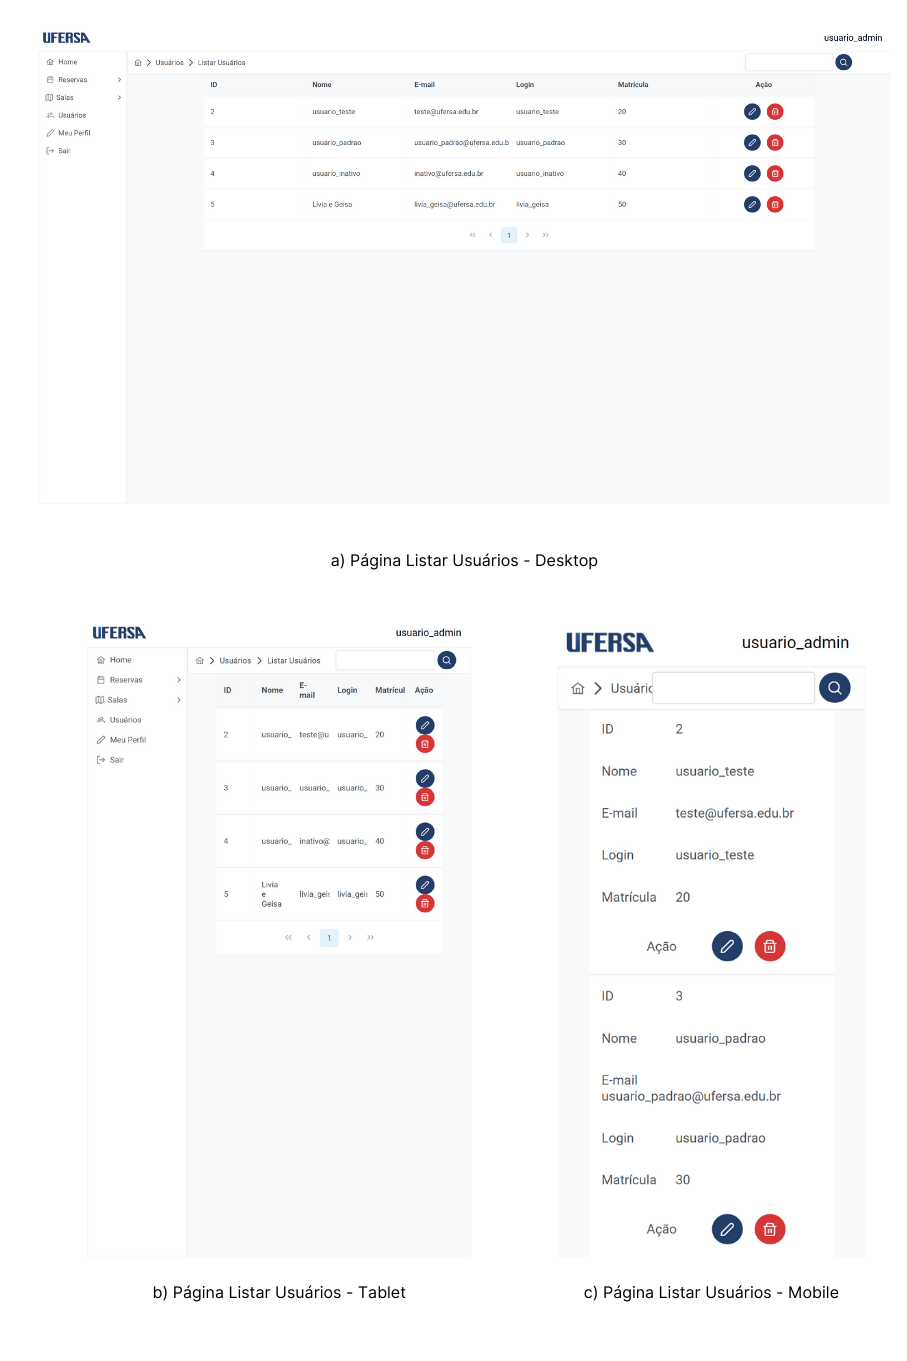 UFERSA usuario_admin
Home
Reservas
Salas
Usuários
Meu Perfil
Sair
Usuários Listar Usuários
ID Nome E-mail Login Matrícula Ação
2 usuario_teste teste@ufersa.edu.br usuario_teste 20
3 usuario_padrao usuario_padrao@ufersa.edu.b usuario_padrao 30
4 usuario_inativo inativo@ufersa.edu.br usuario_inativo 40
5 Livia e Geisa livia_geisa@ufersa.edu.br livia_geisa 50
1
a) Página Listar Usuários - Desktop
UFERSA usuario_admin
Home
Reservas
Salas
Usuários
Meu Perfil
Sair
Usuários Listar Usuários
ID Nome E-
mail Login Matrícul Ação
2 usuario_ teste@u usuario_ 20
3 usuario_ usuario_ usuario_ 30
4 usuario_ inativo@ usuario_ 40
5 Livia
e
Geisa livia_geis livia_geis 50
1
b) Página Listar Usuários - Tablet
UFERSA usuario_admin
Usuário
ID 2
Nome usuario_teste
E-mail teste@ufersa.edu.br
Login usuario_teste
Matrícula 20
Ação
ID 3
Nome usuario_padrao
E-mail
usuario_padrao@ufersa.edu.br
Login usuario_padrao
Matrícula 30
Ação
c) Página Listar Usuários - Mobile